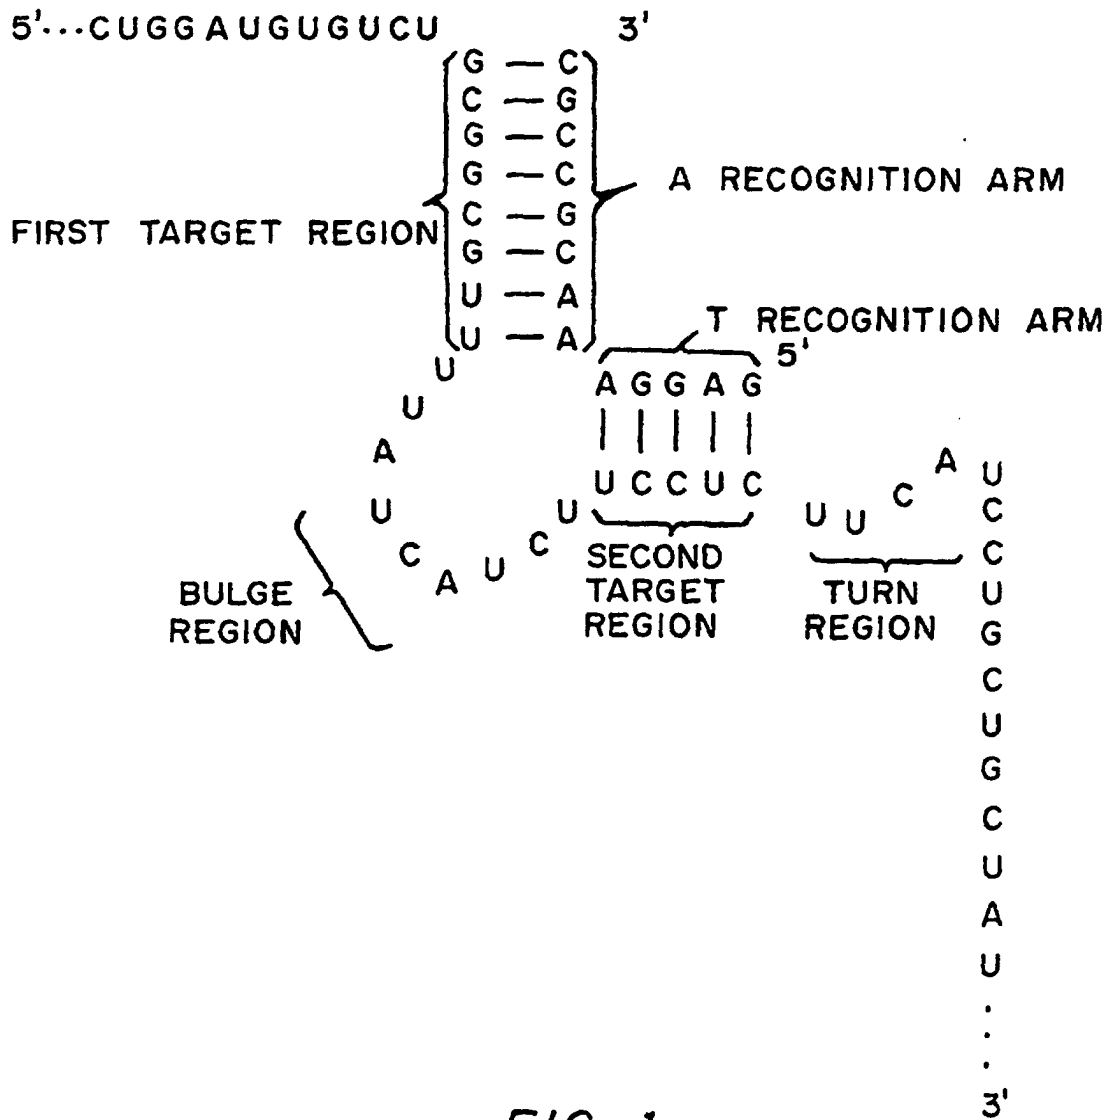 5'...CUGGAUGUGUCU 3'
G — C
C — G
G — C
G — C
C — G
G — C
U — A
U — A
FIRST TARGET REGION
A RECOGNITION ARM
T RECOGNITION ARM
5'
A G G A G
U C C U C
U
U
A
U
C
A
U
C
U
BULGE
REGION
SECOND
TARGET
REGION
U U C A
TURN
REGION
U
C
C
U
G
C
U
G
C
U
A
U
.
.
.
3'